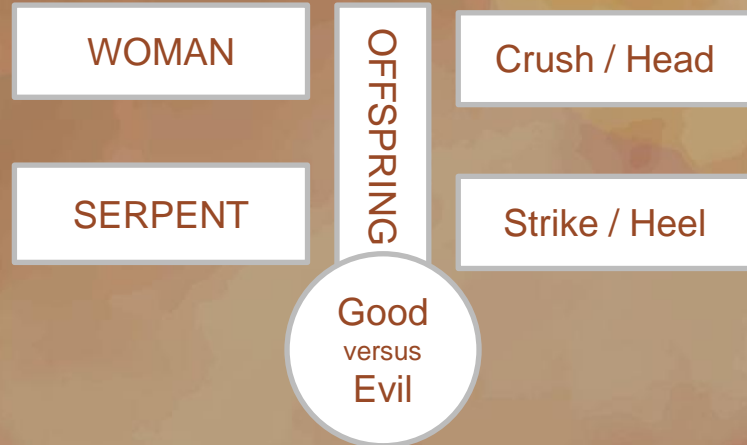 WOMAN
OFFSPRING
Crush / Head
SERPENT
Strike / Heel
Good
versus
Evil